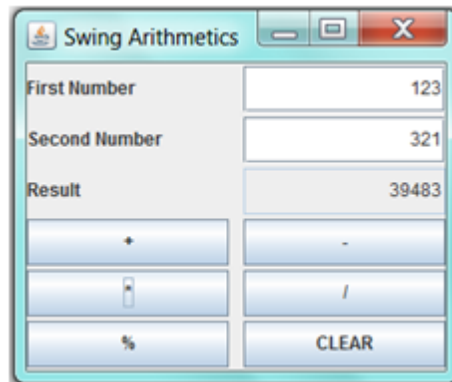 Swing Arithmetics
First Number 123
Second Number 321
Result 39483
+ -
* /
% CLEAR